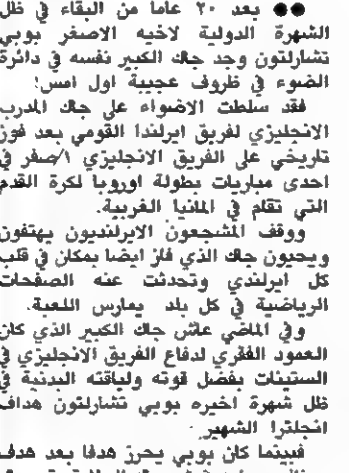 ●● بعد ٢٠ عاما من البقاء في ظل
الشهرة الدولية لاخيه الاصغر بوبي
تشارلتون وجد جاك الكبير نفسه في دائرة
الضوء في ظروف عجيبة اول امس!
فقد سلطت الاضواء على جاك المدرب
الانجليزي لفريق ايرلندا القومي بعد فوز
تاريخي على الفريق الانجليزي ١/صفر في
احدى مباريات بطولة اوروبا لكرة القدم
التي تقام في المانيا الغربية.
ووقف المشجعون الايرلنديون يهتفون
ويحيون جاك الذي فاز ايضا بمكان في قلب
كل ايرلندي وتحدثت عنه الصفحات
الرياضية في كل بلد يمارس اللعبة.
وفي الماضي عاش جاك الكبير الذي كان
العمود الفقري لدفاع الفريق الانجليزي في
الستينات بفضل قوته ولياقته البدنية في
ظل شهرة اخيره بوبي تشارلتون هداف
انجلترا الشهير.
فبينما كان بوبي يحرز هدفا بعد هدف